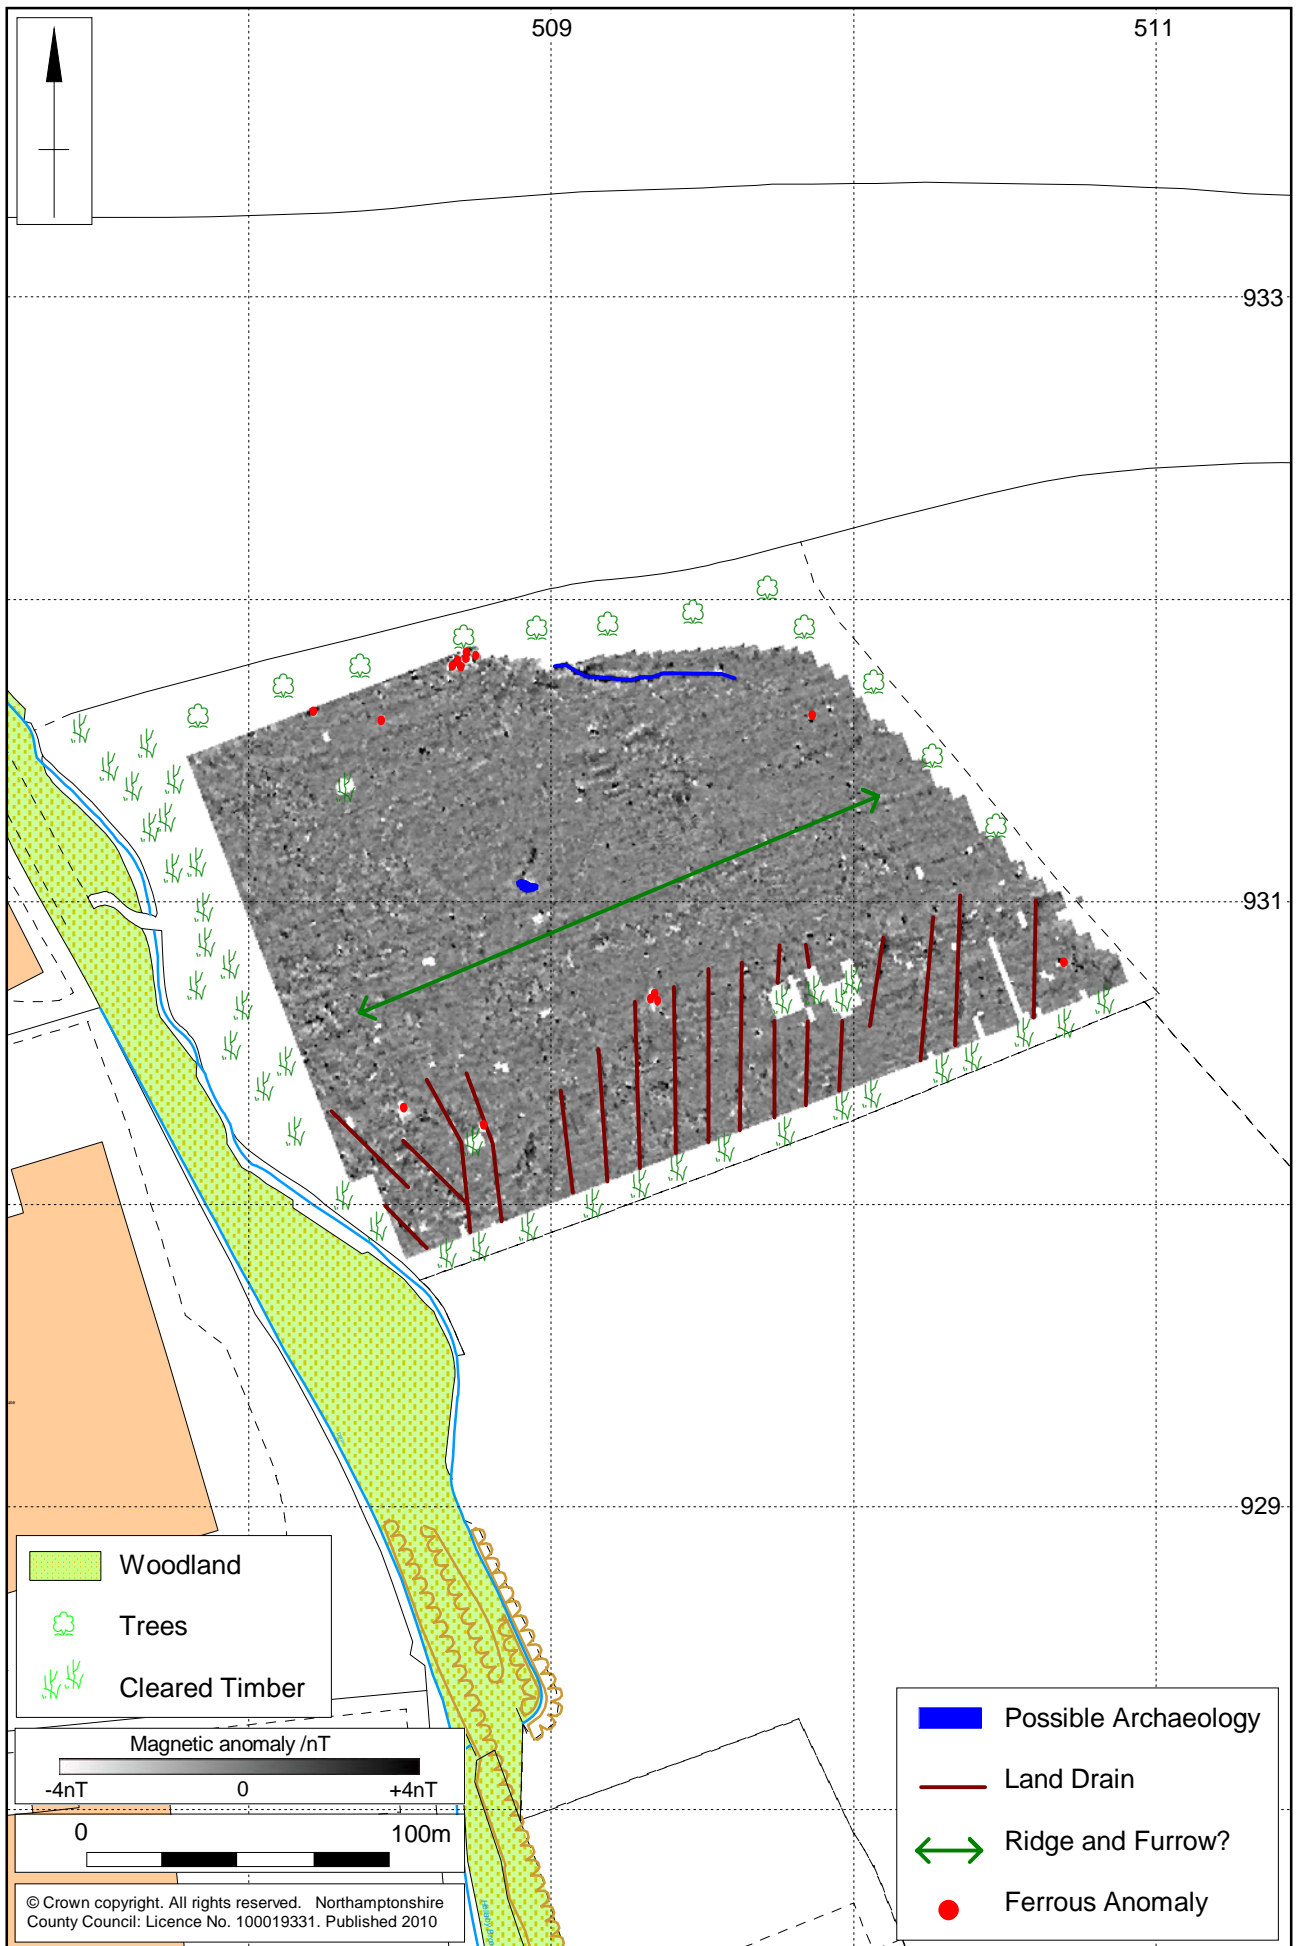 509
511
933
931
929
Woodland
Trees
Cleared Timber
Magnetic anomaly /nT
-4nT 0 +4nT
0 100m
© Crown copyright. All rights reserved. Northamptonshire
County Council: Licence No. 100019331. Published 2010
Possible Archaeology
Land Drain
Ridge and Furrow?
Ferrous Anomaly